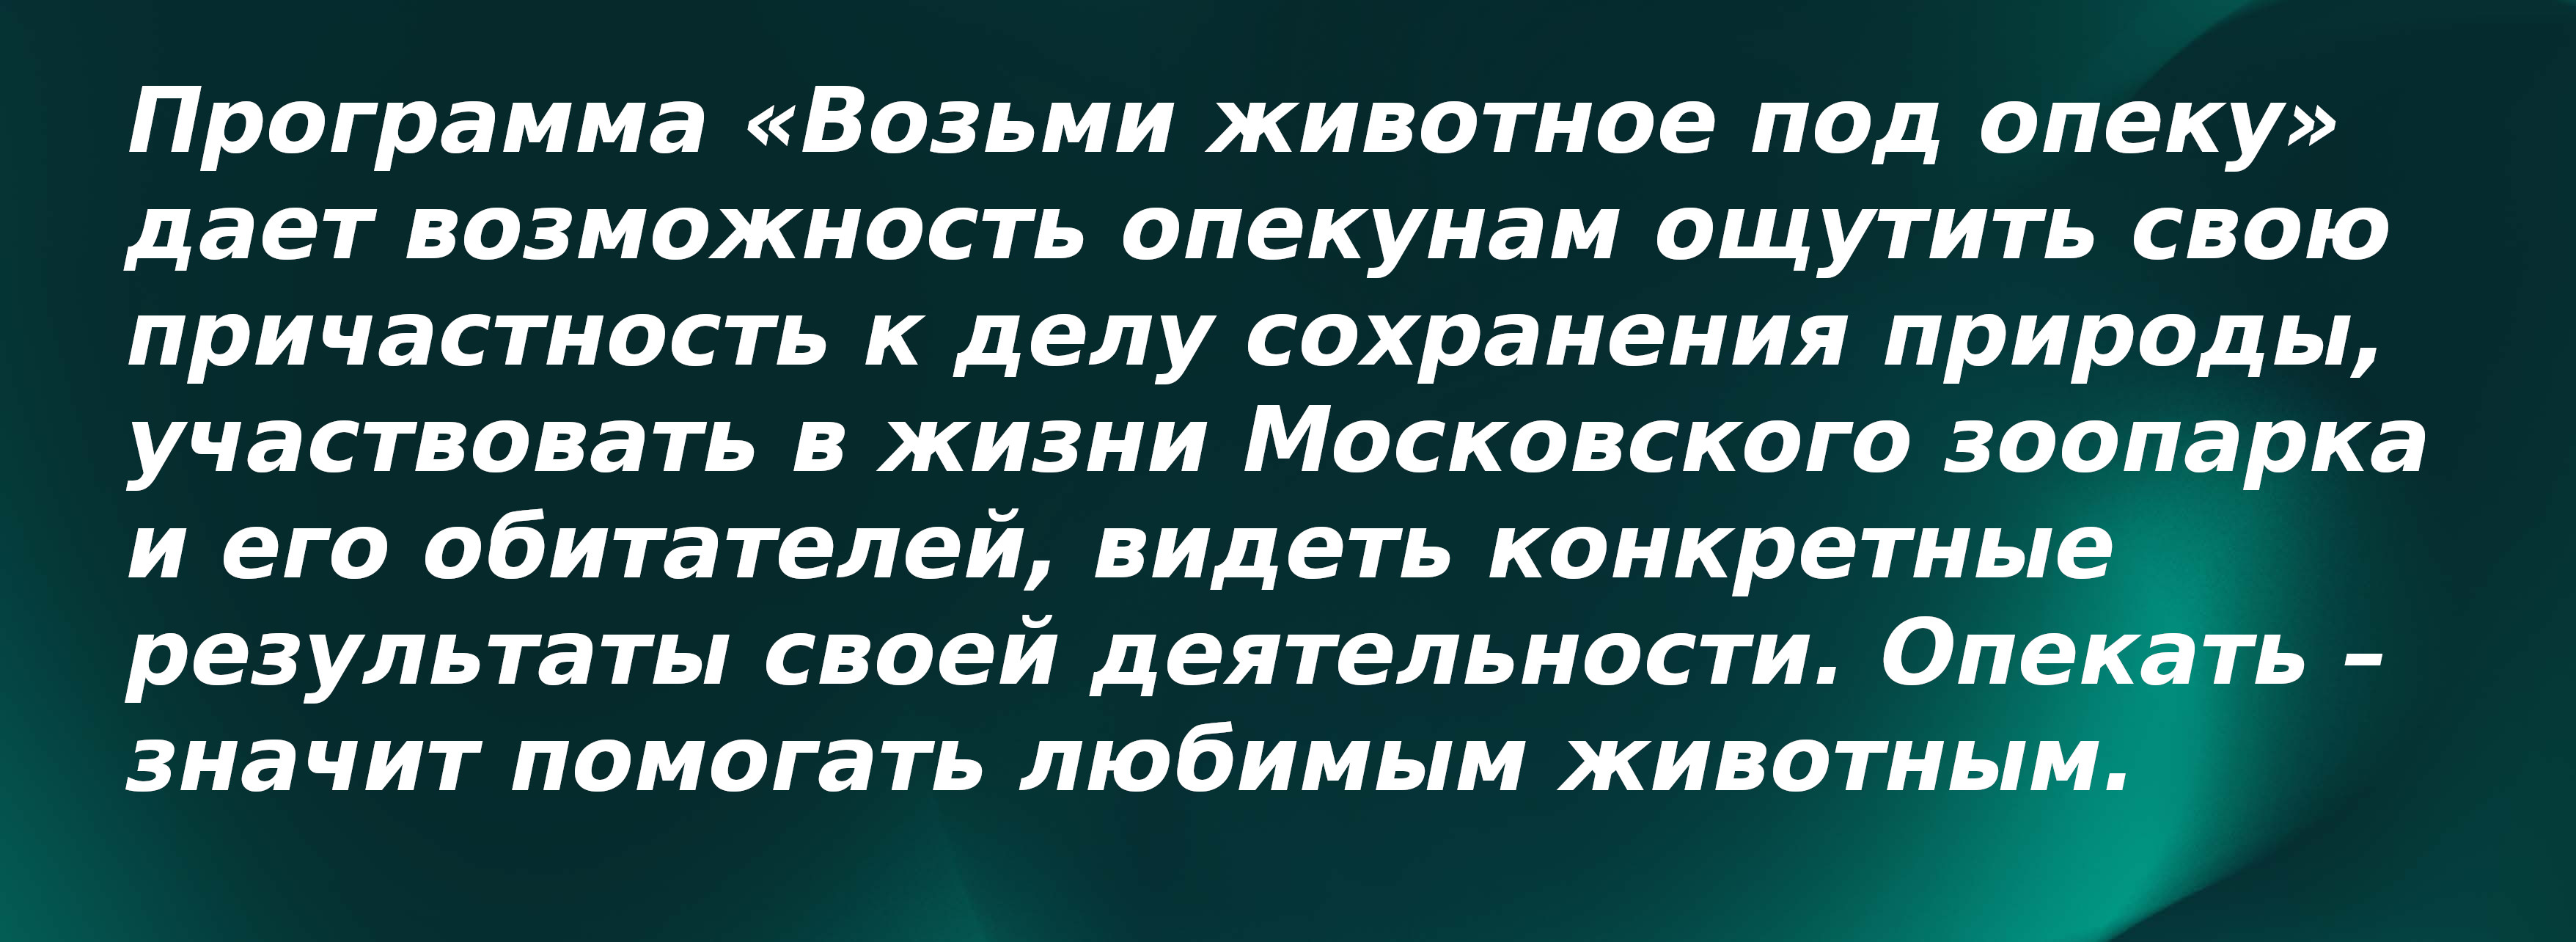 Программа «Возьми животное под опеку»
дает возможность опекунам ощутить свою
причастность к делу сохранения природы,
участвовать в жизни Московского зоопарка
и его обитателей, видеть конкретные
результаты своей деятельности. Опекать –
значит помогать любимым животным.